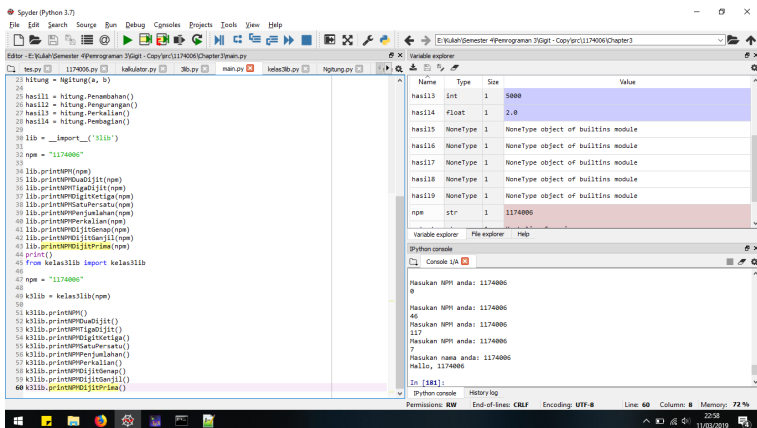 Spyder (Python 3.7)
File Edit Search Source Run Debug Consoles Projects Tools View Help
E:\Kuliah\Semester 4\Pemrograman 3\Gigit - Copy\src\1174006\Chapter3
Editor - E:\Kuliah\Semester 4\Pemrograman 3\Gigit - Copy\src\1174006\Chapter3\main.py
tes.py 1174006.py kalkulator.py 3lib.py main.py kelas3lib.py Ngitung.py
23 hitung = Ngitung(a, b)
24
25 hasil1 = hitung.Penambahan()
26 hasil2 = hitung.Pengurangan()
27 hasil3 = hitung.Perkalian()
28 hasil4 = hitung.Pembagian()
29
30 lib = __import__('3lib')
31
32 npm = "1174006"
33
34 lib.printNPM(npm)
35 lib.printNPMDuaDijit(npm)
36 lib.printNPMTigaDijit(npm)
37 lib.printNPMDigitKetiga(npm)
38 lib.printNPMSatuPersatu(npm)
39 lib.printNPMPenjumlahan(npm)
40 lib.printNPMPerkalian(npm)
41 lib.printNPMDijitGenap(npm)
42 lib.printNPMDijitGanjil(npm)
43 lib.printNPMDijitPrima(npm)
44 print()
45 from kelas3lib import kelas3lib
46
47 npm = "1174006"
48
49 k3lib = kelas3lib(npm)
50
51 k3lib.printNPM()
52 k3lib.printNPMDuaDijit()
53 k3lib.printNPMTigaDijit()
54 k3lib.printNPMDigitKetiga()
55 k3lib.printNPMSatuPersatu()
56 k3lib.printNPMPenjumlahan()
57 k3lib.printNPMPerkalian()
58 k3lib.printNPMDijitGenap()
59 k3lib.printNPMDijitGanjil()
60 k3lib.printNPMDijitPrima()
Variable explorer
Name Type Size Value
hasil3 int 1 5000
hasil4 float 1 2.0
hasil5 NoneType 1 NoneType object of builtins module
hasil6 NoneType 1 NoneType object of builtins module
hasil7 NoneType 1 NoneType object of builtins module
hasil8 NoneType 1 NoneType object of builtins module
hasil9 NoneType 1 NoneType object of builtins module
npm str 1 1174006
Variable explorer File explorer Help
IPython console
Console 1/A
Masukan NPM anda: 1174006
0
Masukan NPM anda: 1174006
46
Masukan NPM anda: 1174006
117
Masukan NPM anda: 1174006
7
Masukan nama anda: 1174006
Hallo, 1174006
In [181]:
IPython console History log
Permissions: RW End-of-lines: CRLF Encoding: UTF-8 Line: 60 Column: 8 Memory: 72 %
22:58
11/03/2019